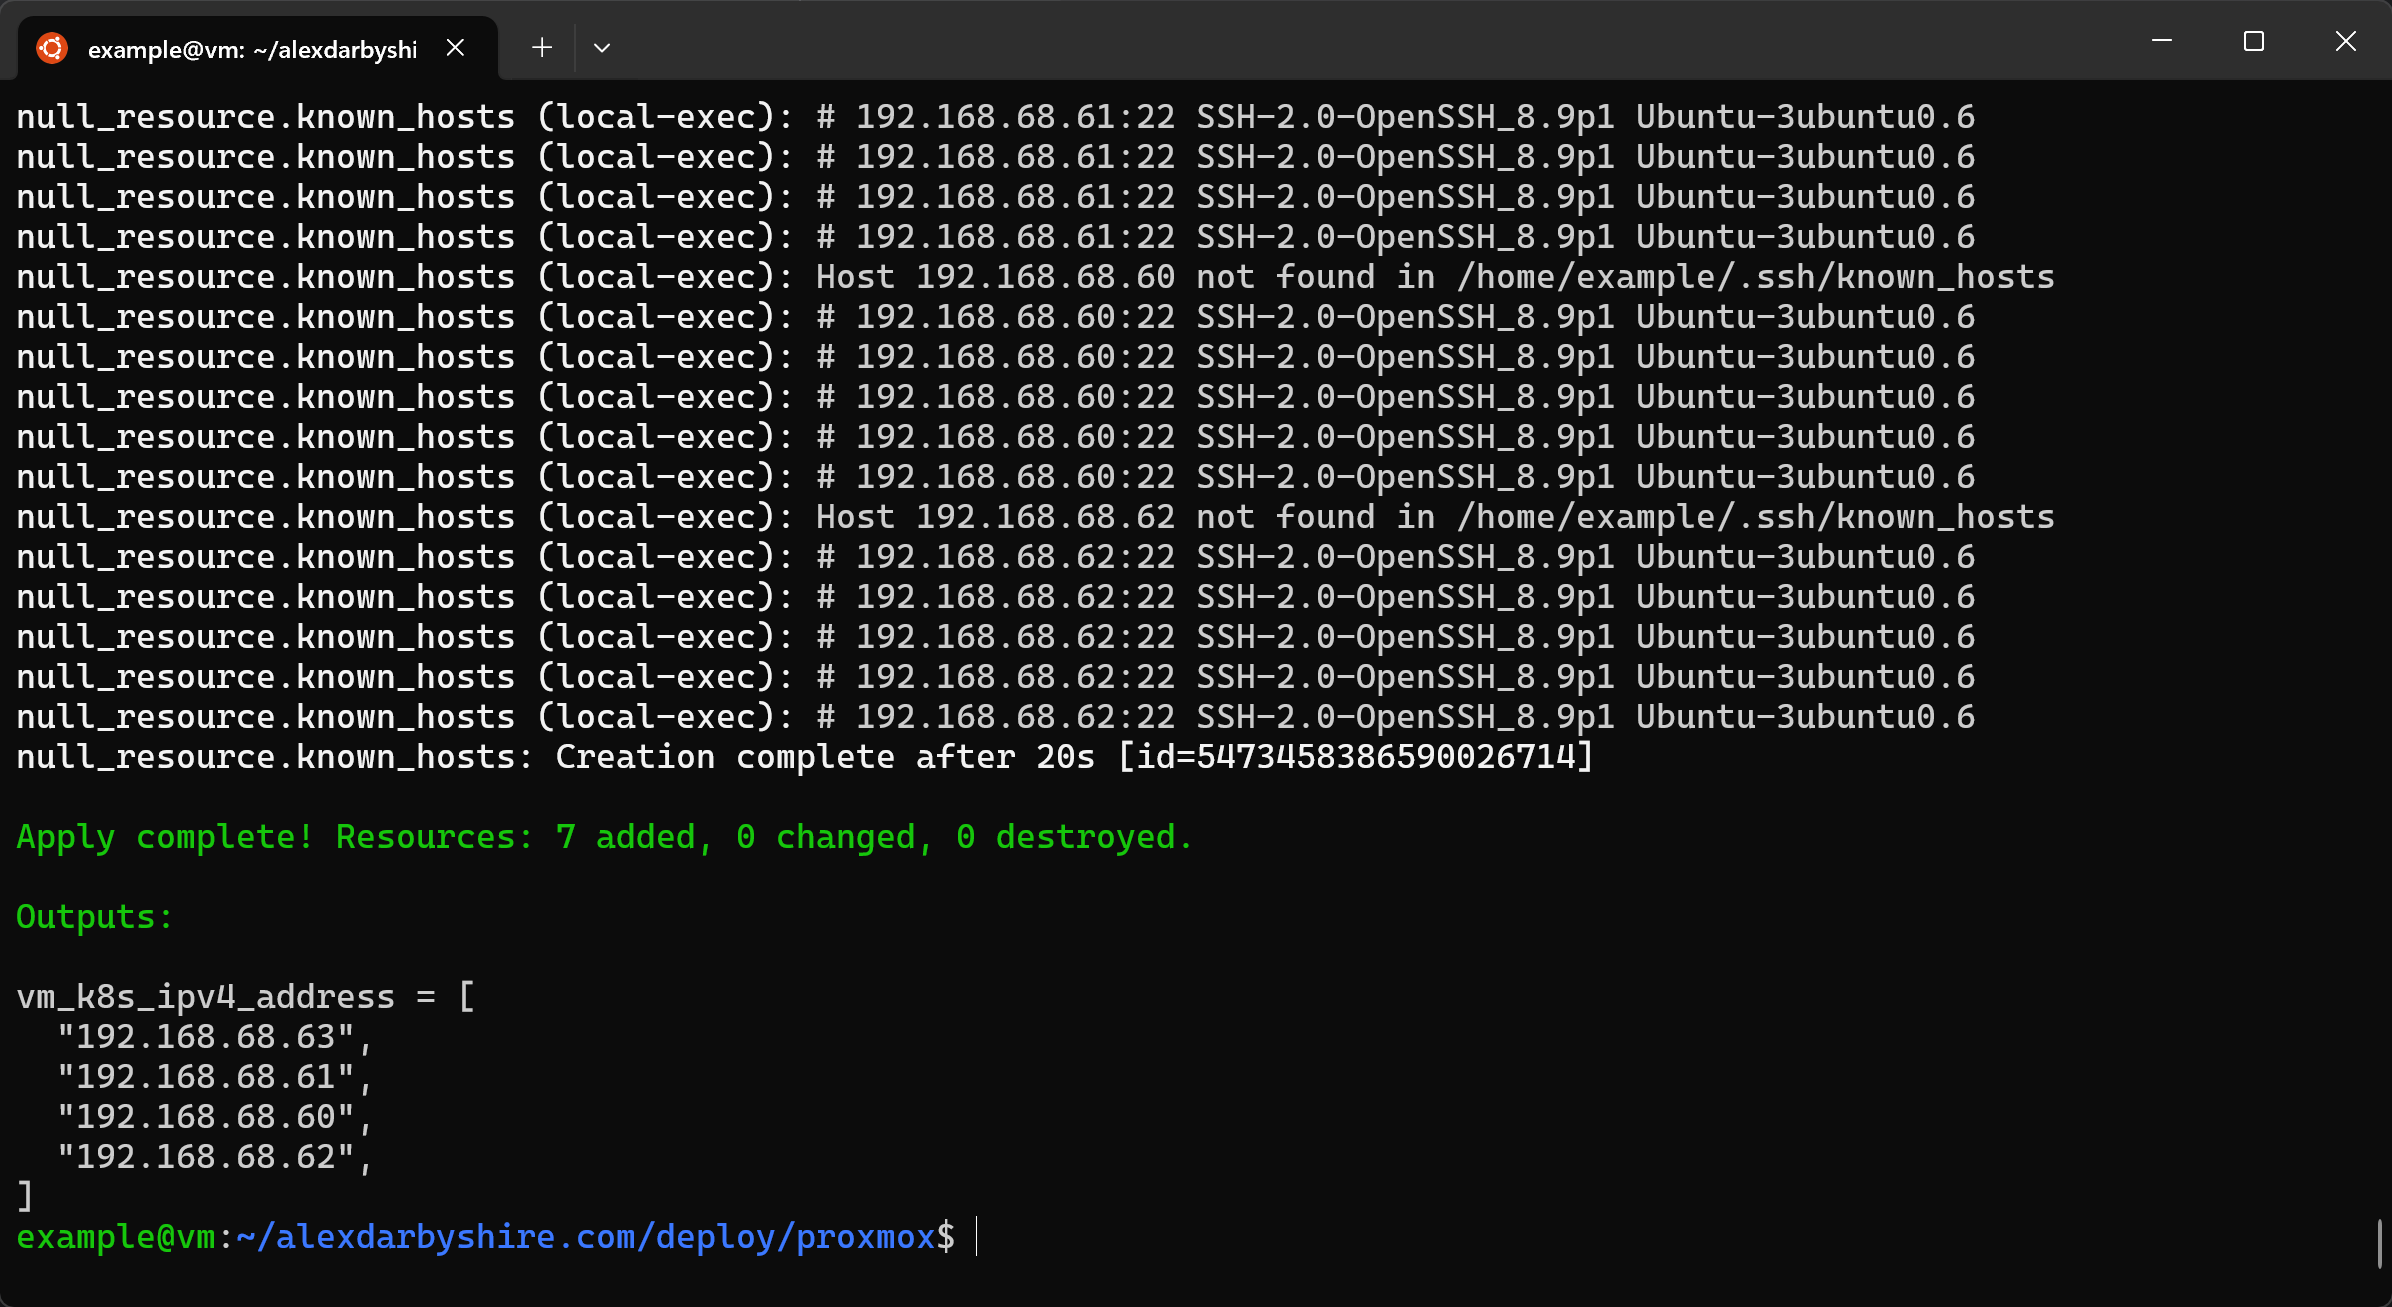 example@vm: ~/alexdarbyshi
null_resource.known_hosts (local-exec): # 192.168.68.61:22 SSH-2.0-OpenSSH_8.9p1 Ubuntu-3ubuntu0.6
null_resource.known_hosts (local-exec): # 192.168.68.61:22 SSH-2.0-OpenSSH_8.9p1 Ubuntu-3ubuntu0.6
null_resource.known_hosts (local-exec): # 192.168.68.61:22 SSH-2.0-OpenSSH_8.9p1 Ubuntu-3ubuntu0.6
null_resource.known_hosts (local-exec): # 192.168.68.61:22 SSH-2.0-OpenSSH_8.9p1 Ubuntu-3ubuntu0.6
null_resource.known_hosts (local-exec): Host 192.168.68.60 not found in /home/example/.ssh/known_hosts
null_resource.known_hosts (local-exec): # 192.168.68.60:22 SSH-2.0-OpenSSH_8.9p1 Ubuntu-3ubuntu0.6
null_resource.known_hosts (local-exec): # 192.168.68.60:22 SSH-2.0-OpenSSH_8.9p1 Ubuntu-3ubuntu0.6
null_resource.known_hosts (local-exec): # 192.168.68.60:22 SSH-2.0-OpenSSH_8.9p1 Ubuntu-3ubuntu0.6
null_resource.known_hosts (local-exec): # 192.168.68.60:22 SSH-2.0-OpenSSH_8.9p1 Ubuntu-3ubuntu0.6
null_resource.known_hosts (local-exec): # 192.168.68.60:22 SSH-2.0-OpenSSH_8.9p1 Ubuntu-3ubuntu0.6
null_resource.known_hosts (local-exec): Host 192.168.68.62 not found in /home/example/.ssh/known_hosts
null_resource.known_hosts (local-exec): # 192.168.68.62:22 SSH-2.0-OpenSSH_8.9p1 Ubuntu-3ubuntu0.6
null_resource.known_hosts (local-exec): # 192.168.68.62:22 SSH-2.0-OpenSSH_8.9p1 Ubuntu-3ubuntu0.6
null_resource.known_hosts (local-exec): # 192.168.68.62:22 SSH-2.0-OpenSSH_8.9p1 Ubuntu-3ubuntu0.6
null_resource.known_hosts (local-exec): # 192.168.68.62:22 SSH-2.0-OpenSSH_8.9p1 Ubuntu-3ubuntu0.6
null_resource.known_hosts (local-exec): # 192.168.68.62:22 SSH-2.0-OpenSSH_8.9p1 Ubuntu-3ubuntu0.6
null_resource.known_hosts: Creation complete after 20s [id=5473458386590026714]
Apply complete! Resources: 7 added, 0 changed, 0 destroyed.
Outputs:
vm_k8s_ipv4_address = [
  "192.168.68.63",
  "192.168.68.61",
  "192.168.68.60",
  "192.168.68.62",
]
example@vm:~/alexdarbyshire.com/deploy/proxmox$